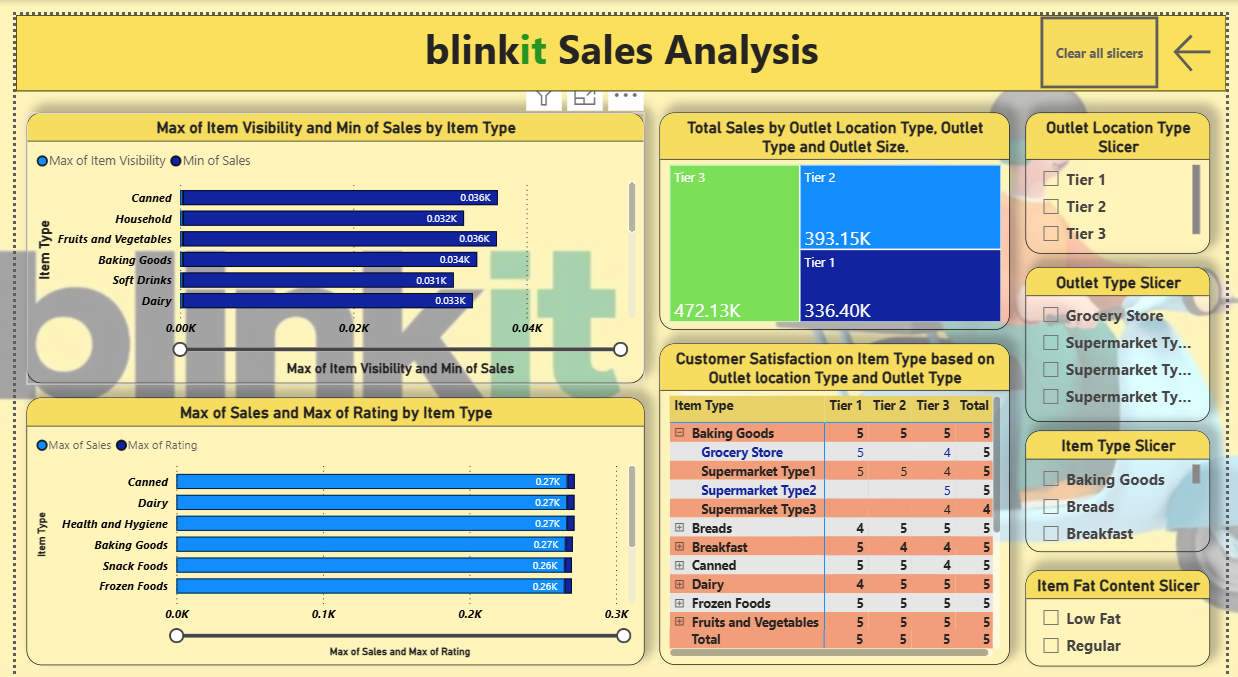 blinkit Sales Analysis
Clear all slicers
Max of Item Visibility and Min of Sales by Item Type
Max of Item Visibility Min of Sales
Item Type
Canned 0.036K
Household 0.032K
Fruits and Vegetables 0.036K
Baking Goods 0.034K
Soft Drinks 0.031K
Dairy 0.033K
0.00K 0.02K 0.04K
Max of Item Visibility and Min of Sales
Max of Sales and Max of Rating by Item Type
Max of Sales Max of Rating
Item Type
Canned 0.27K
Dairy 0.27K
Health and Hygiene 0.27K
Baking Goods 0.27K
Snack Foods 0.26K
Frozen Foods 0.26K
0.0K 0.1K 0.2K 0.3K
Max of Sales and Max of Rating
Total Sales by Outlet Location Type, Outlet
Type and Outlet Size.
Tier 3
472.13K
Tier 2
393.15K
Tier 1
336.40K
Customer Satisfaction on Item Type based on
Outlet location Type and Outlet Type
Item Type Tier 1 Tier 2 Tier 3 Total
Baking Goods 5 5 5 5
Grocery Store 5 4 5
Supermarket Type1 5 5 4 5
Supermarket Type2 5 5
Supermarket Type3 4 4
Breads 4 5 5 5
Breakfast 5 4 4 5
Canned 5 5 4 5
Dairy 4 5 5 5
Frozen Foods 5 5 5 5
Fruits and Vegetables 5 5 5 5
Total 5 5 5 5
Outlet Location Type
Slicer
Tier 1
Tier 2
Tier 3
Outlet Type Slicer
Grocery Store
Supermarket Ty...
Supermarket Ty...
Supermarket Ty...
Item Type Slicer
Baking Goods
Breads
Breakfast
Item Fat Content Slicer
Low Fat
Regular
blinkit